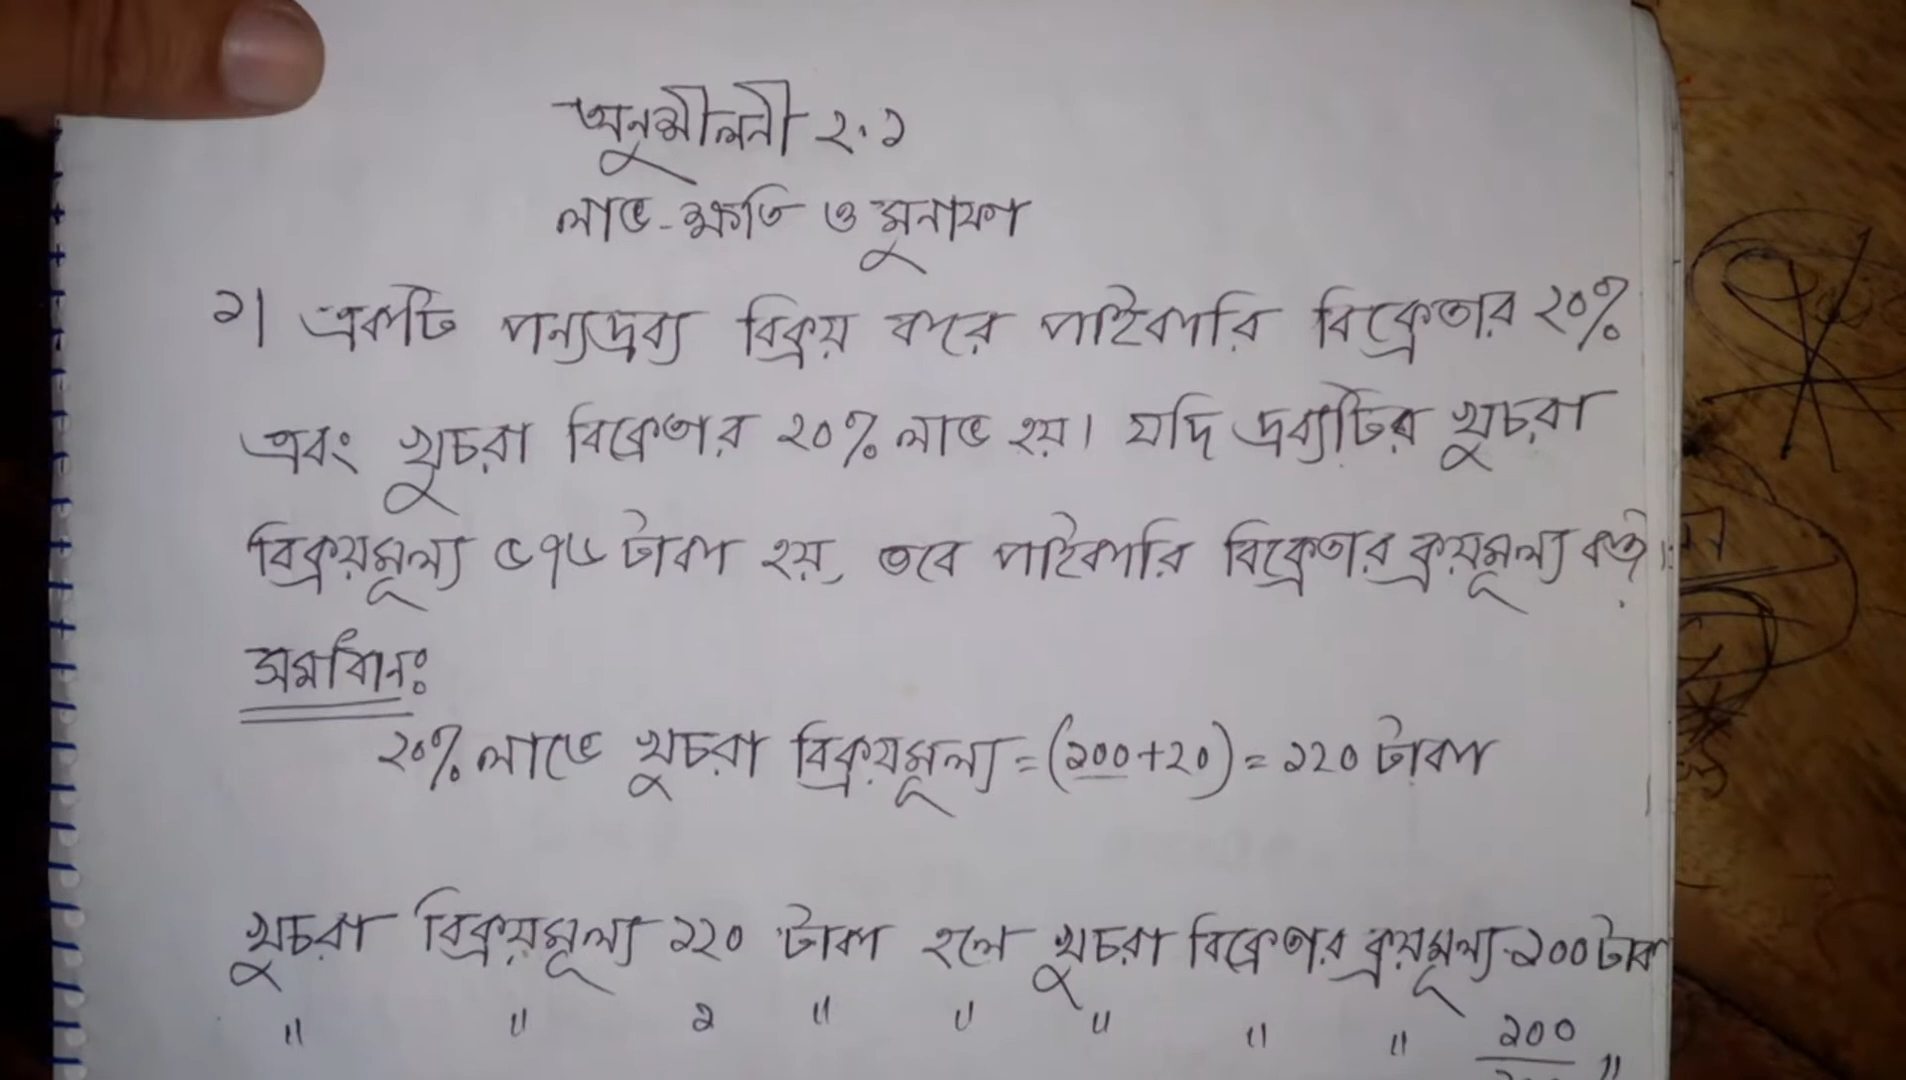 অনুশীলনী ২.১
লাভ-ক্ষতি ও মুনাফা
১। একটি পন্যদ্রব্য বিক্রয় করে পাইকারি বিক্রেতার ২০%
এবং খুচরা বিক্রেতার ২০% লাভ হয়। যদি দ্রব্যটির খুচরা
বিক্রয়মূল্য ৫৭৬ টাকা হয়, তবে পাইকারি বিক্রেতার ক্রয়মূল্য কত?
সমাধানঃ
২০% লাভে খুচরা বিক্রয়মূল্য = (১০০+২০) = ১২০ টাকা
খুচরা বিক্রয়মূল্য ১২০ টাকা হলে খুচরা বিক্রেতার ক্রয়মূল্য ১০০ টাকা
" " ১ " " " " " ১০০ "